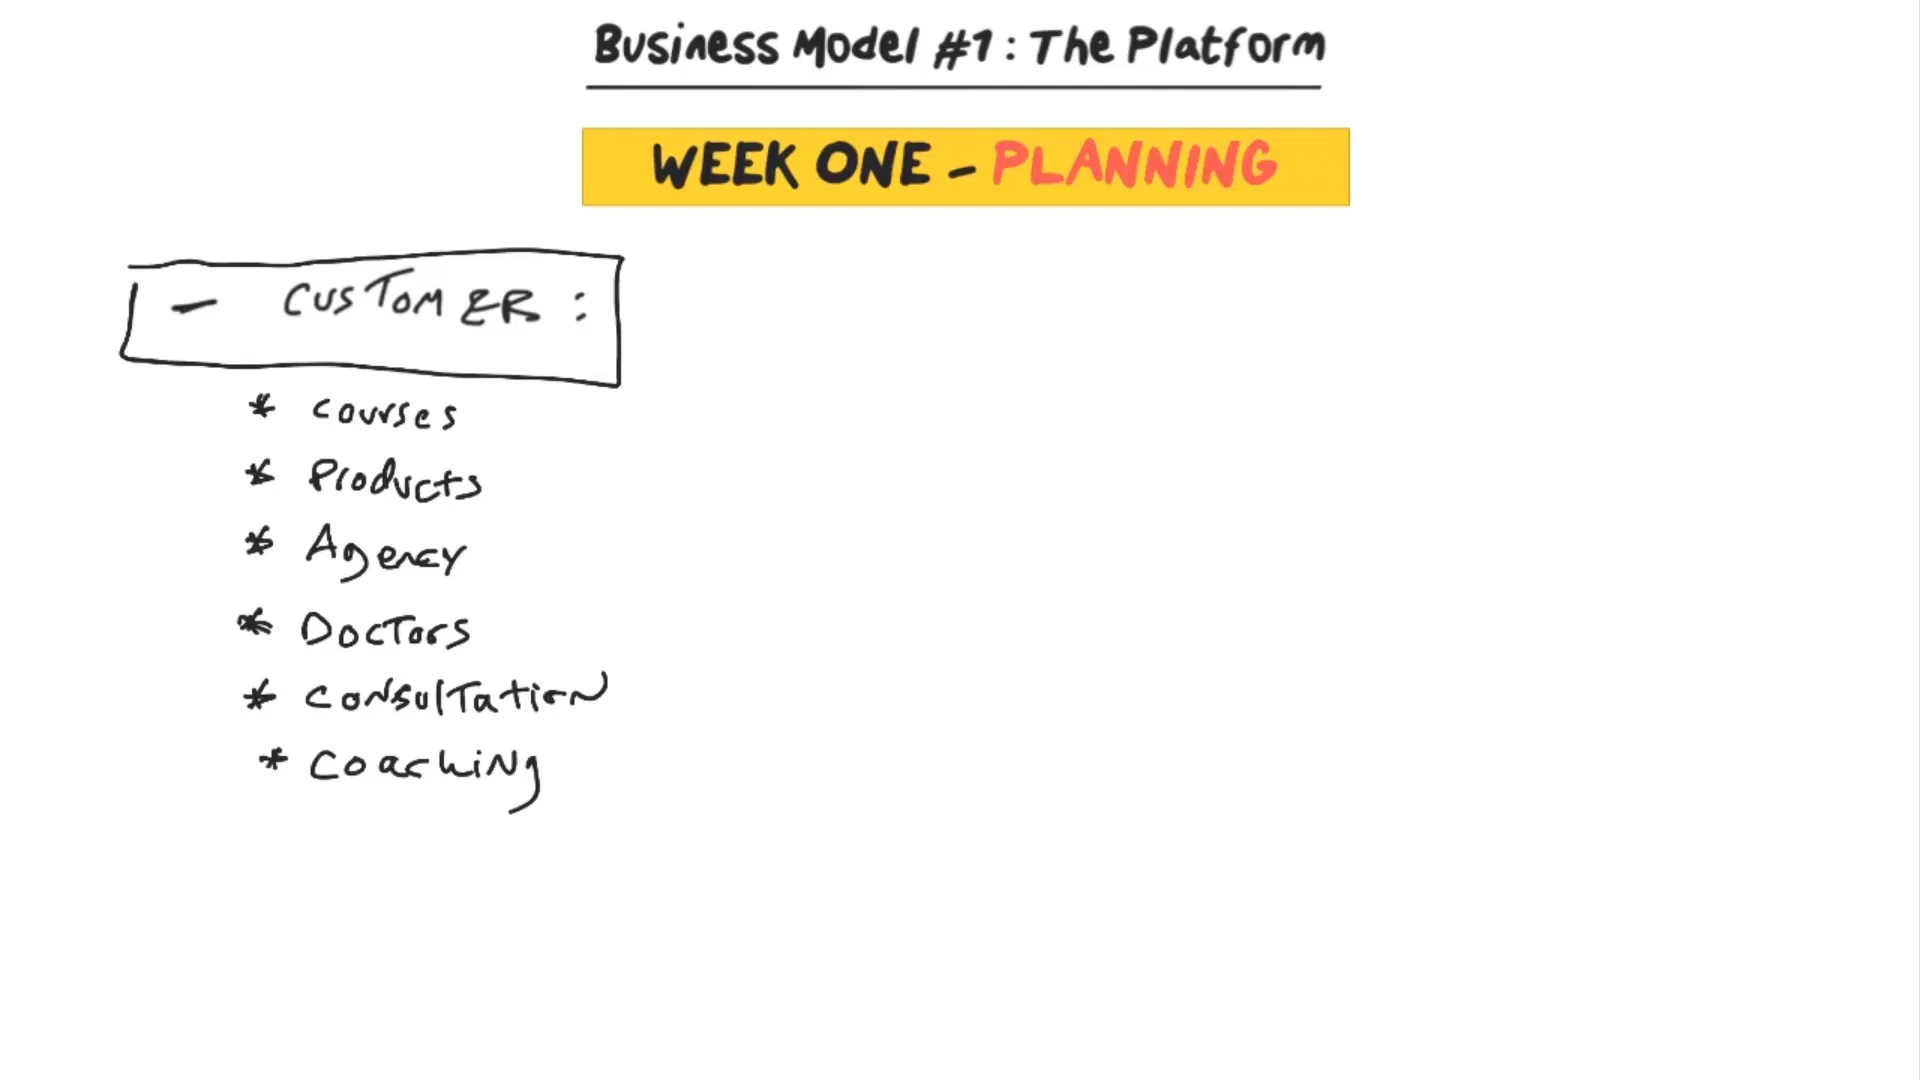 Business Model #1: The Platform
WEEK ONE - PLANNING
- CUSTOMER:
* courses
* Products
* Agency
* Doctors
* consultation
* coaching